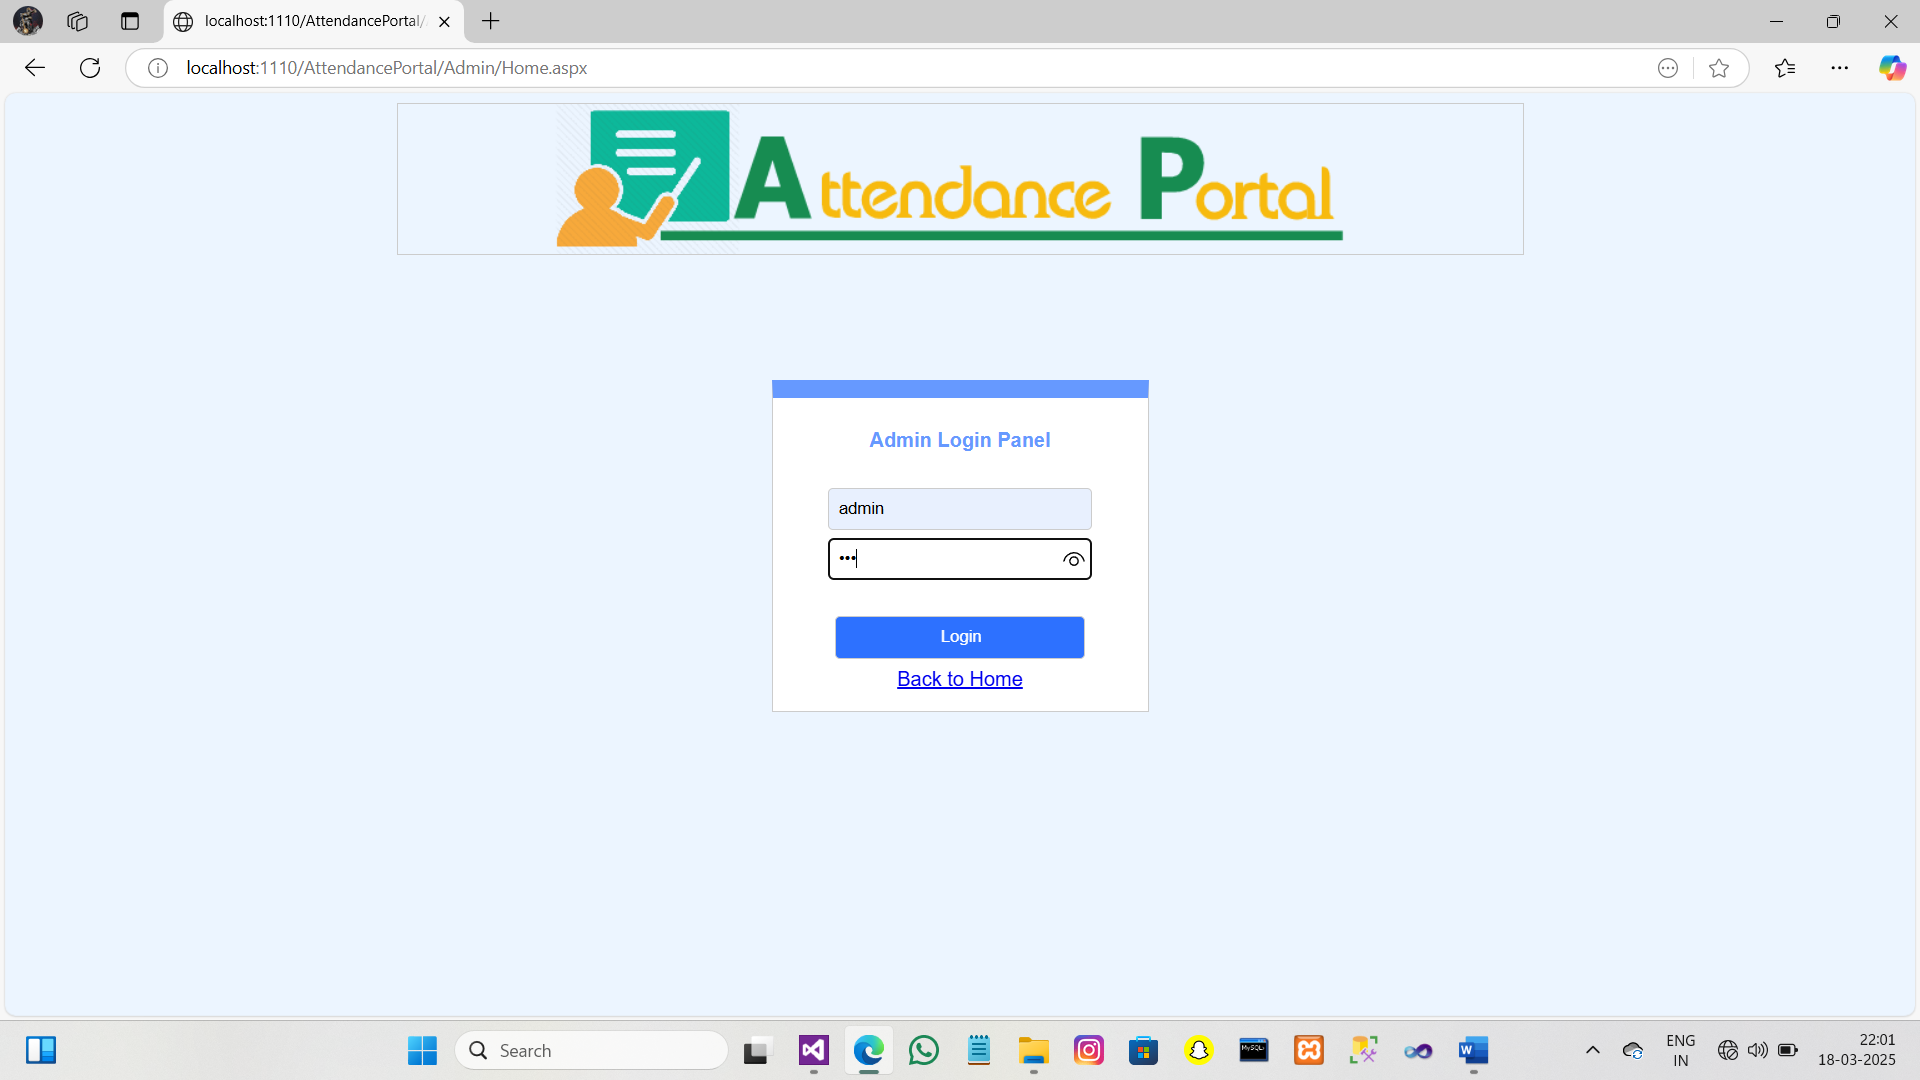 localhost:1110/AttendancePortal/
localhost:1110/AttendancePortal/Admin/Home.aspx
Attendance Portal
Admin Login Panel
admin
•••
Login
Back to Home
Search
MySQL
W
ENG
IN
22:01
18-03-2025